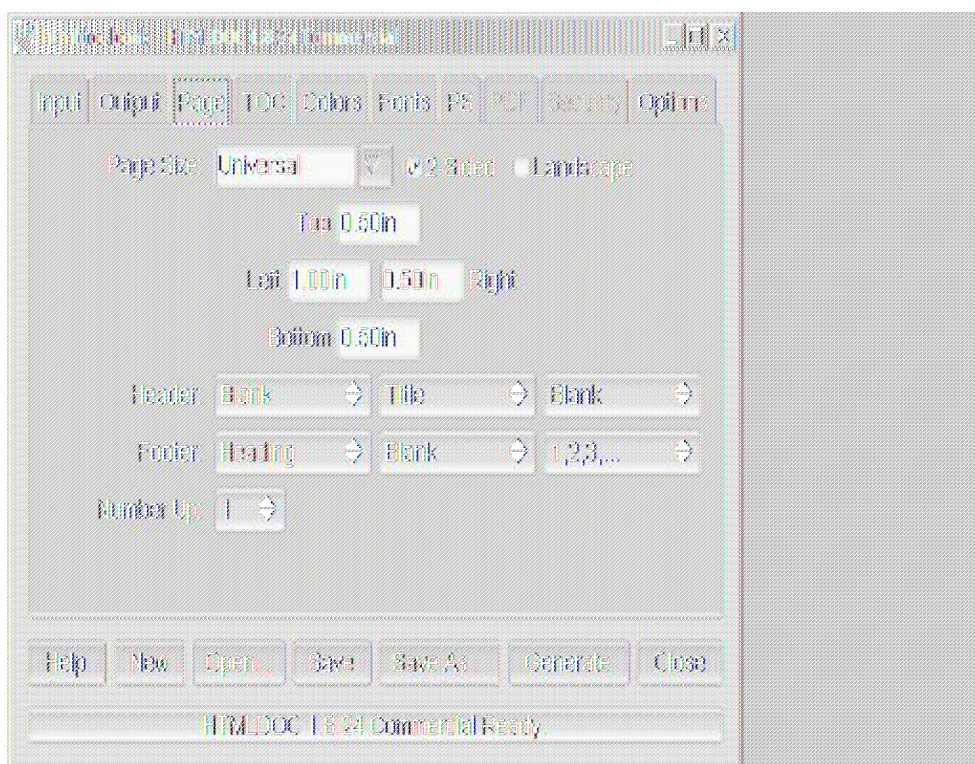 HTMLDOC 1.8.24 Commercial
Input Output Page TOC Colors Fonts PS PDF Security Options
Page Size: Universal 2-Sided Landscape
Top 0.50in
Left 1.00in 0.50in Right
Bottom 0.50in
Header: Blank Title Blank
Footer: Heading Blank 1,2,3,...
Number Up: 1
Help New Open... Save Save As... Generate Close
HTMLDOC 1.8.24 Commercial Ready.